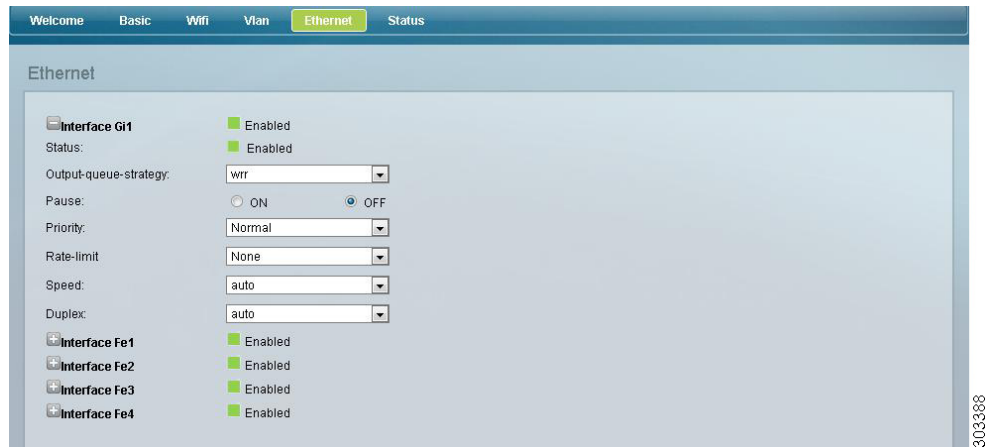 Welcome Basic Wifi Vlan Ethernet Status
Ethernet
Interface Gi1 Enabled
Status: Enabled
Output-queue-strategy: wrr
Pause: ON OFF
Priority: Normal
Rate-limit None
Speed: auto
Duplex: auto
Interface Fe1 Enabled
Interface Fe2 Enabled
Interface Fe3 Enabled
Interface Fe4 Enabled
303388